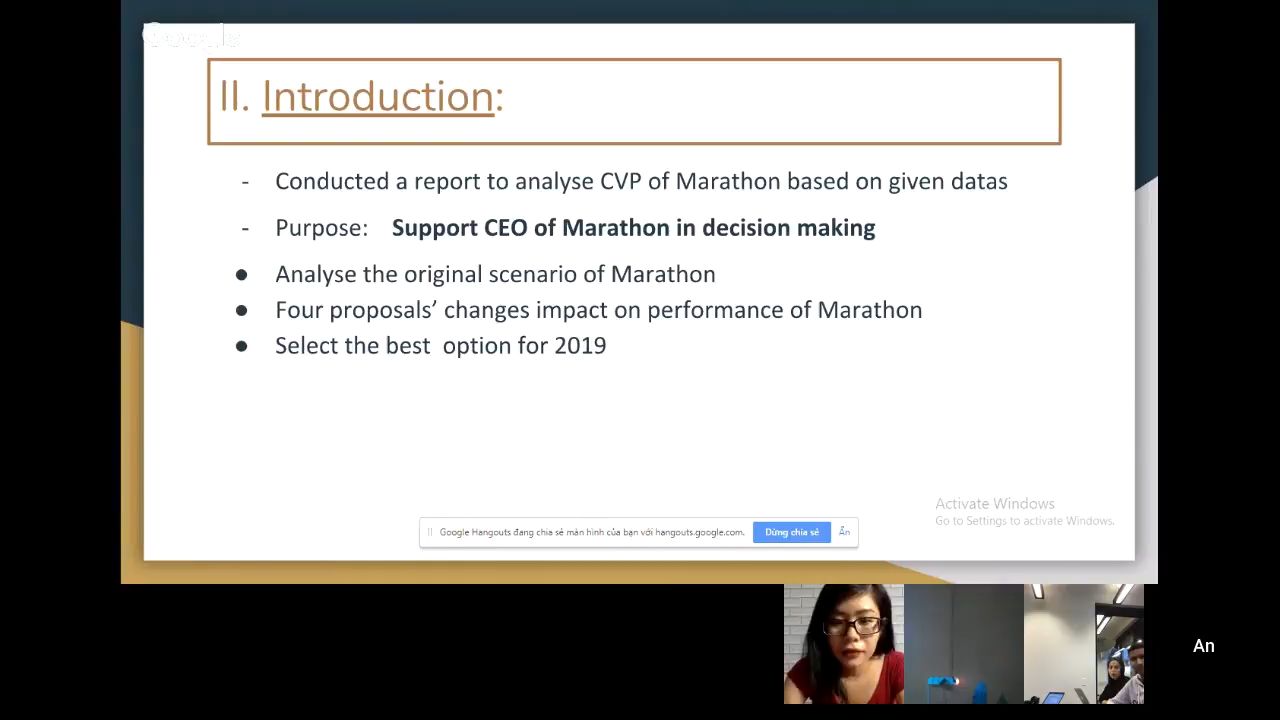 Google
II. Introduction:
- Conducted a report to analyse CVP of Marathon based on given datas
- Purpose: Support CEO of Marathon in decision making
● Analyse the original scenario of Marathon
● Four proposals’ changes impact on performance of Marathon
● Select the best option for 2019
Activate Windows
Go to Settings to activate Windows.
Google Hangouts đang chia sẻ màn hình của bạn với hangouts.google.com. Dừng chia sẻ Ẩn
An